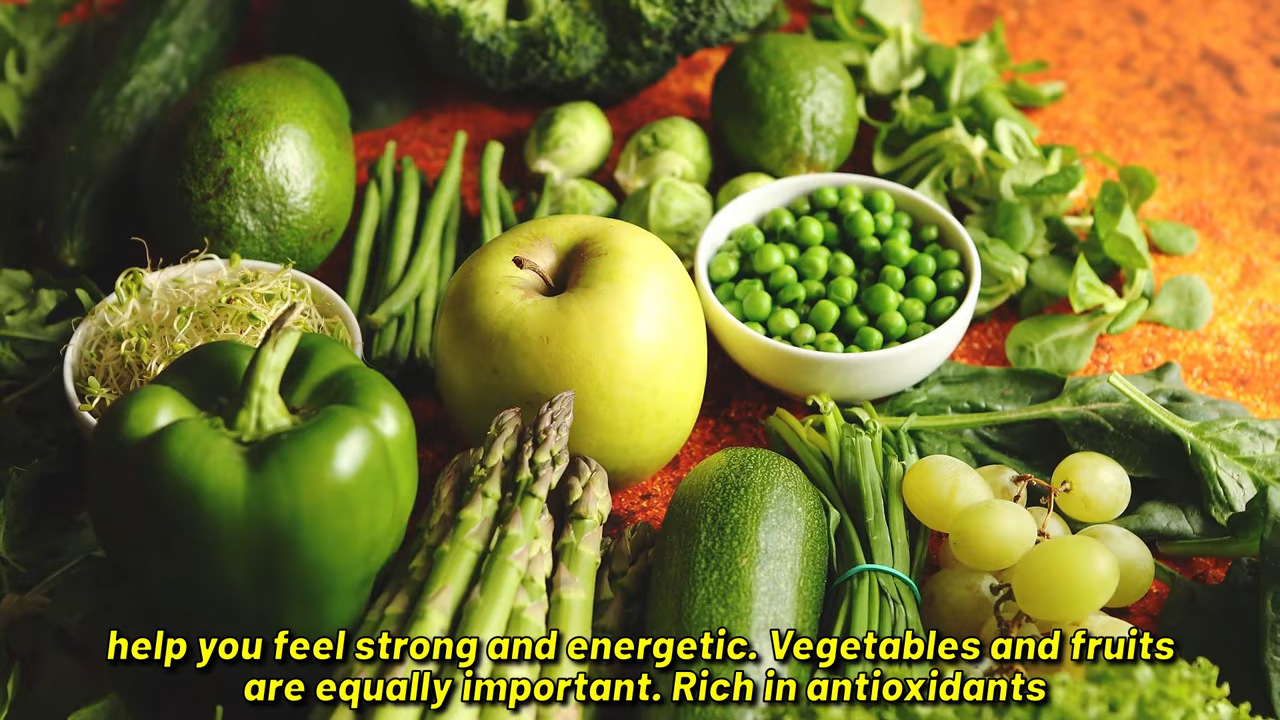 help you feel strong and energetic. Vegetables and fruits
are equally important. Rich in antioxidants